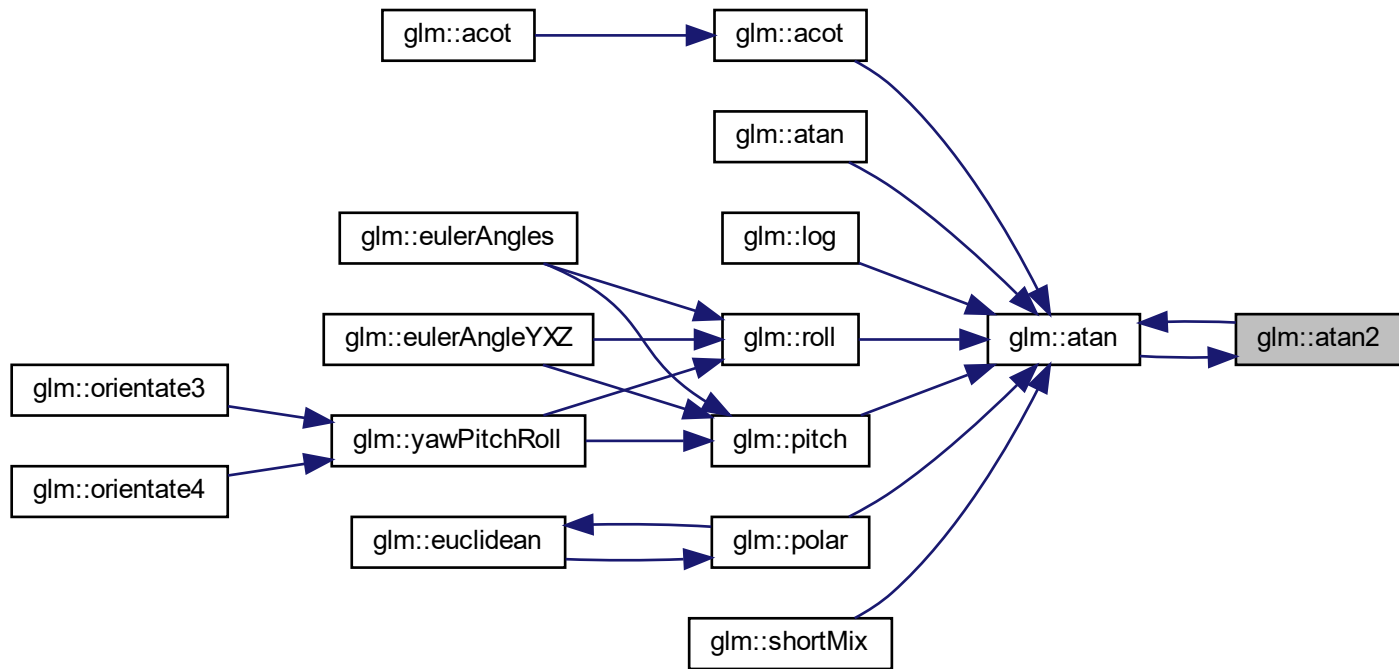 glm::acot
glm::acot
glm::atan
glm::eulerAngles
glm::log
glm::eulerAngleYXZ
glm::roll
glm::atan
glm::atan2
glm::orientate3
glm::yawPitchRoll
glm::pitch
glm::orientate4
glm::euclidean
glm::polar
glm::shortMix